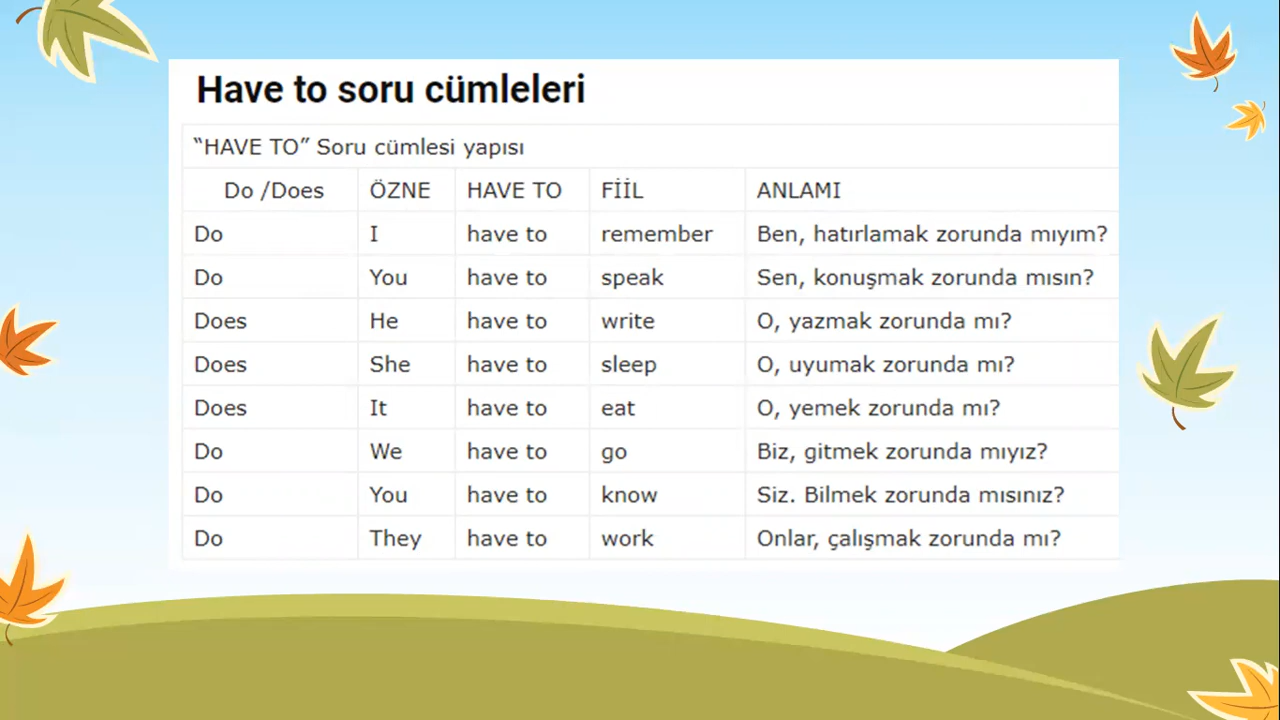 Have to soru cümleleri
“HAVE TO” Soru cümlesi yapısı
Do /Does ÖZNE HAVE TO FİİL ANLAMI
Do I have to remember Ben, hatırlamak zorunda mıyım?
Do You have to speak Sen, konuşmak zorunda mısın?
Does He have to write O, yazmak zorunda mı?
Does She have to sleep O, uyumak zorunda mı?
Does It have to eat O, yemek zorunda mı?
Do We have to go Biz, gitmek zorunda mıyız?
Do You have to know Siz. Bilmek zorunda mısınız?
Do They have to work Onlar, çalışmak zorunda mı?